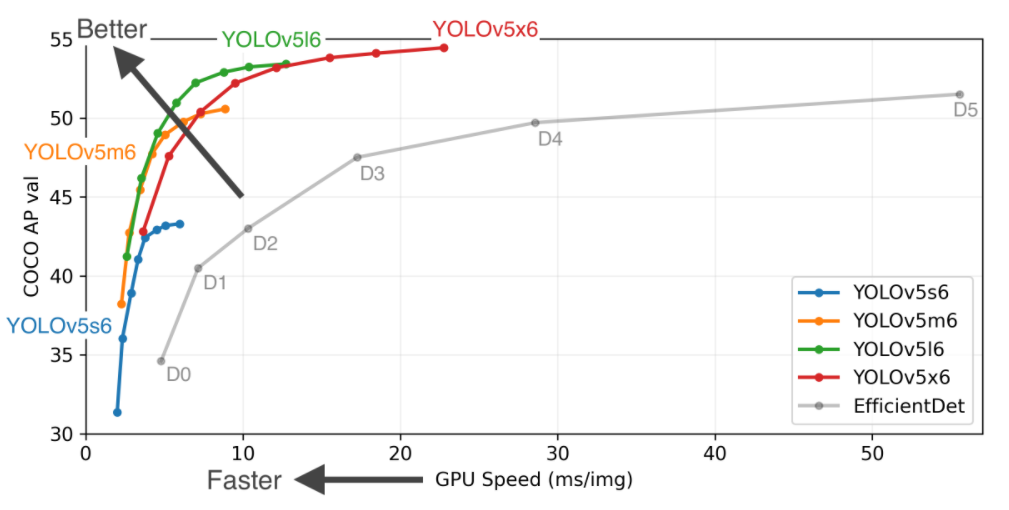 Better
YOLOv5l6
YOLOv5x6
55
50
YOLOv5m6
45
COCO AP val
40
YOLOv5s6
35
30
D0
D1
D2
D3
D4
D5
YOLOv5s6
YOLOv5m6
YOLOv5l6
YOLOv5x6
EfficientDet
0 10 20 30 40 50
Faster GPU Speed (ms/img)